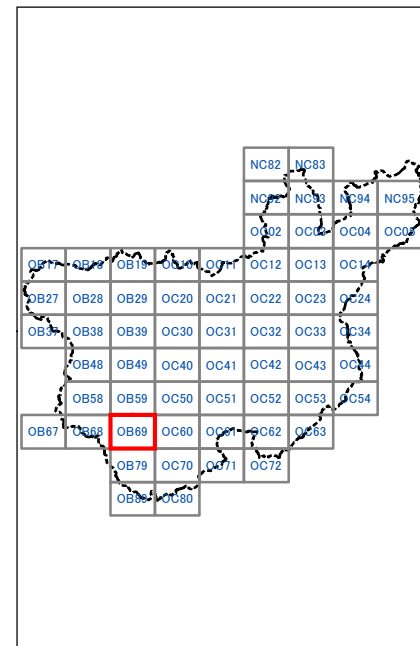 NC82 NC83
NC92 NC93 NC94 NC95
OC02 OC03 OC04 OC05
OB17 OB18 OB19 OC10 OC11 OC12 OC13 OC14
OB27 OB28 OB29 OC20 OC21 OC22 OC23 OC24
OB37 OB38 OB39 OC30 OC31 OC32 OC33 OC34
OB48 OB49 OC40 OC41 OC42 OC43 OC44
OB58 OB59 OC50 OC51 OC52 OC53 OC54
OB67 OB68 OB69 OC60 OC61 OC62 OC63
OB79 OC70 OC71 OC72
OB89 OC80